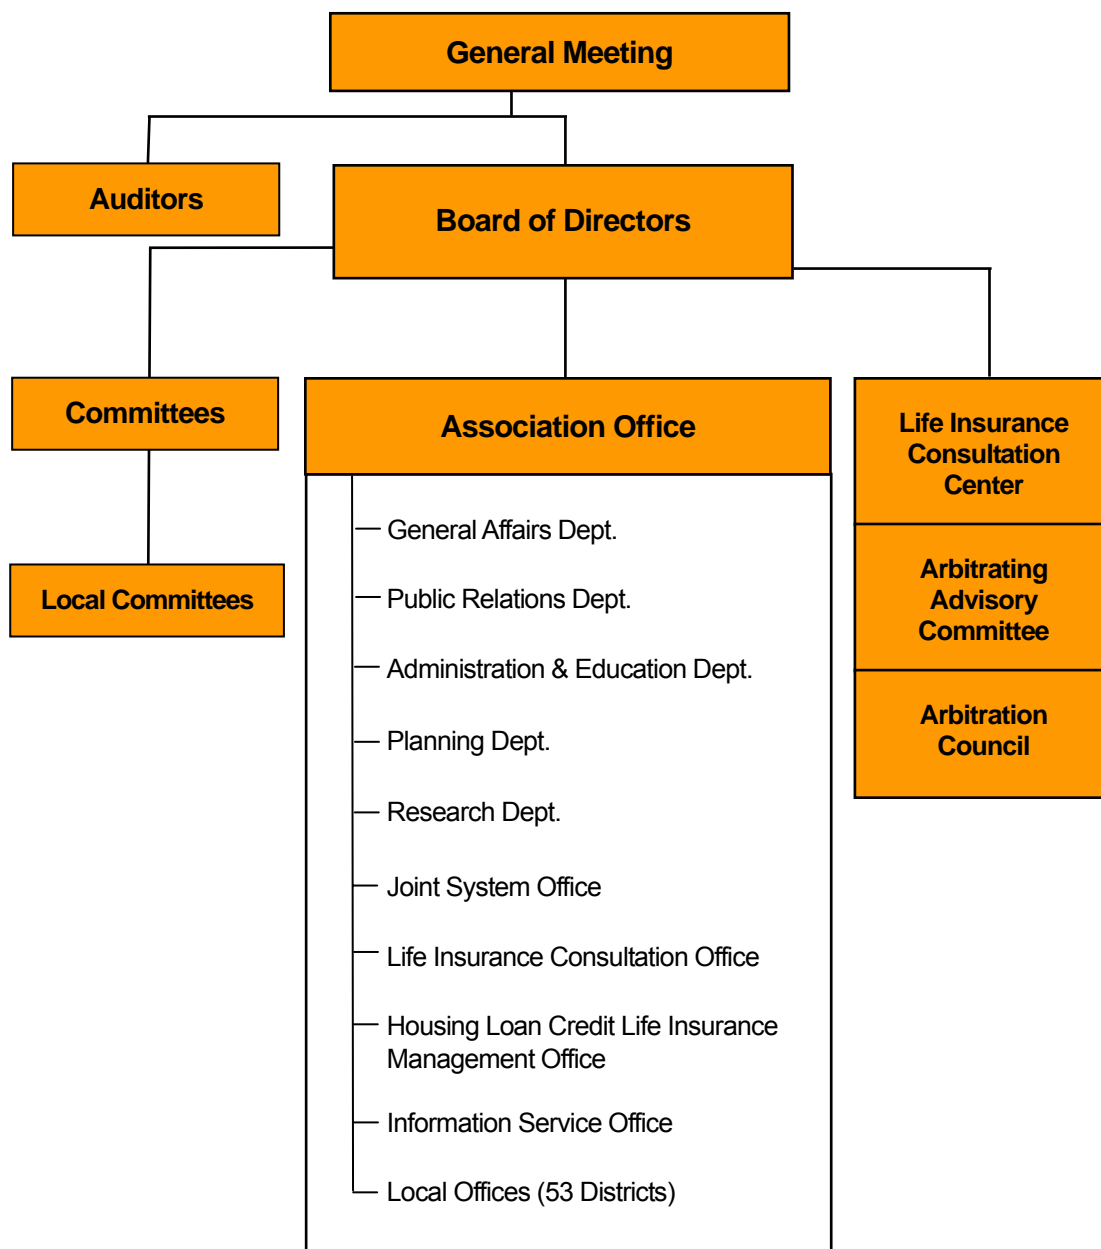 General Meeting
Auditors
Board of Directors
Committees
Association Office
Life Insurance
Consultation
Center
Local Committees
Arbitrating
Advisory
Committee
Arbitration
Council
General Affairs Dept.
Public Relations Dept.
Administration & Education Dept.
Planning Dept.
Research Dept.
Joint System Office
Life Insurance Consultation Office
Housing Loan Credit Life Insurance
Management Office
Information Service Office
Local Offices (53 Districts)